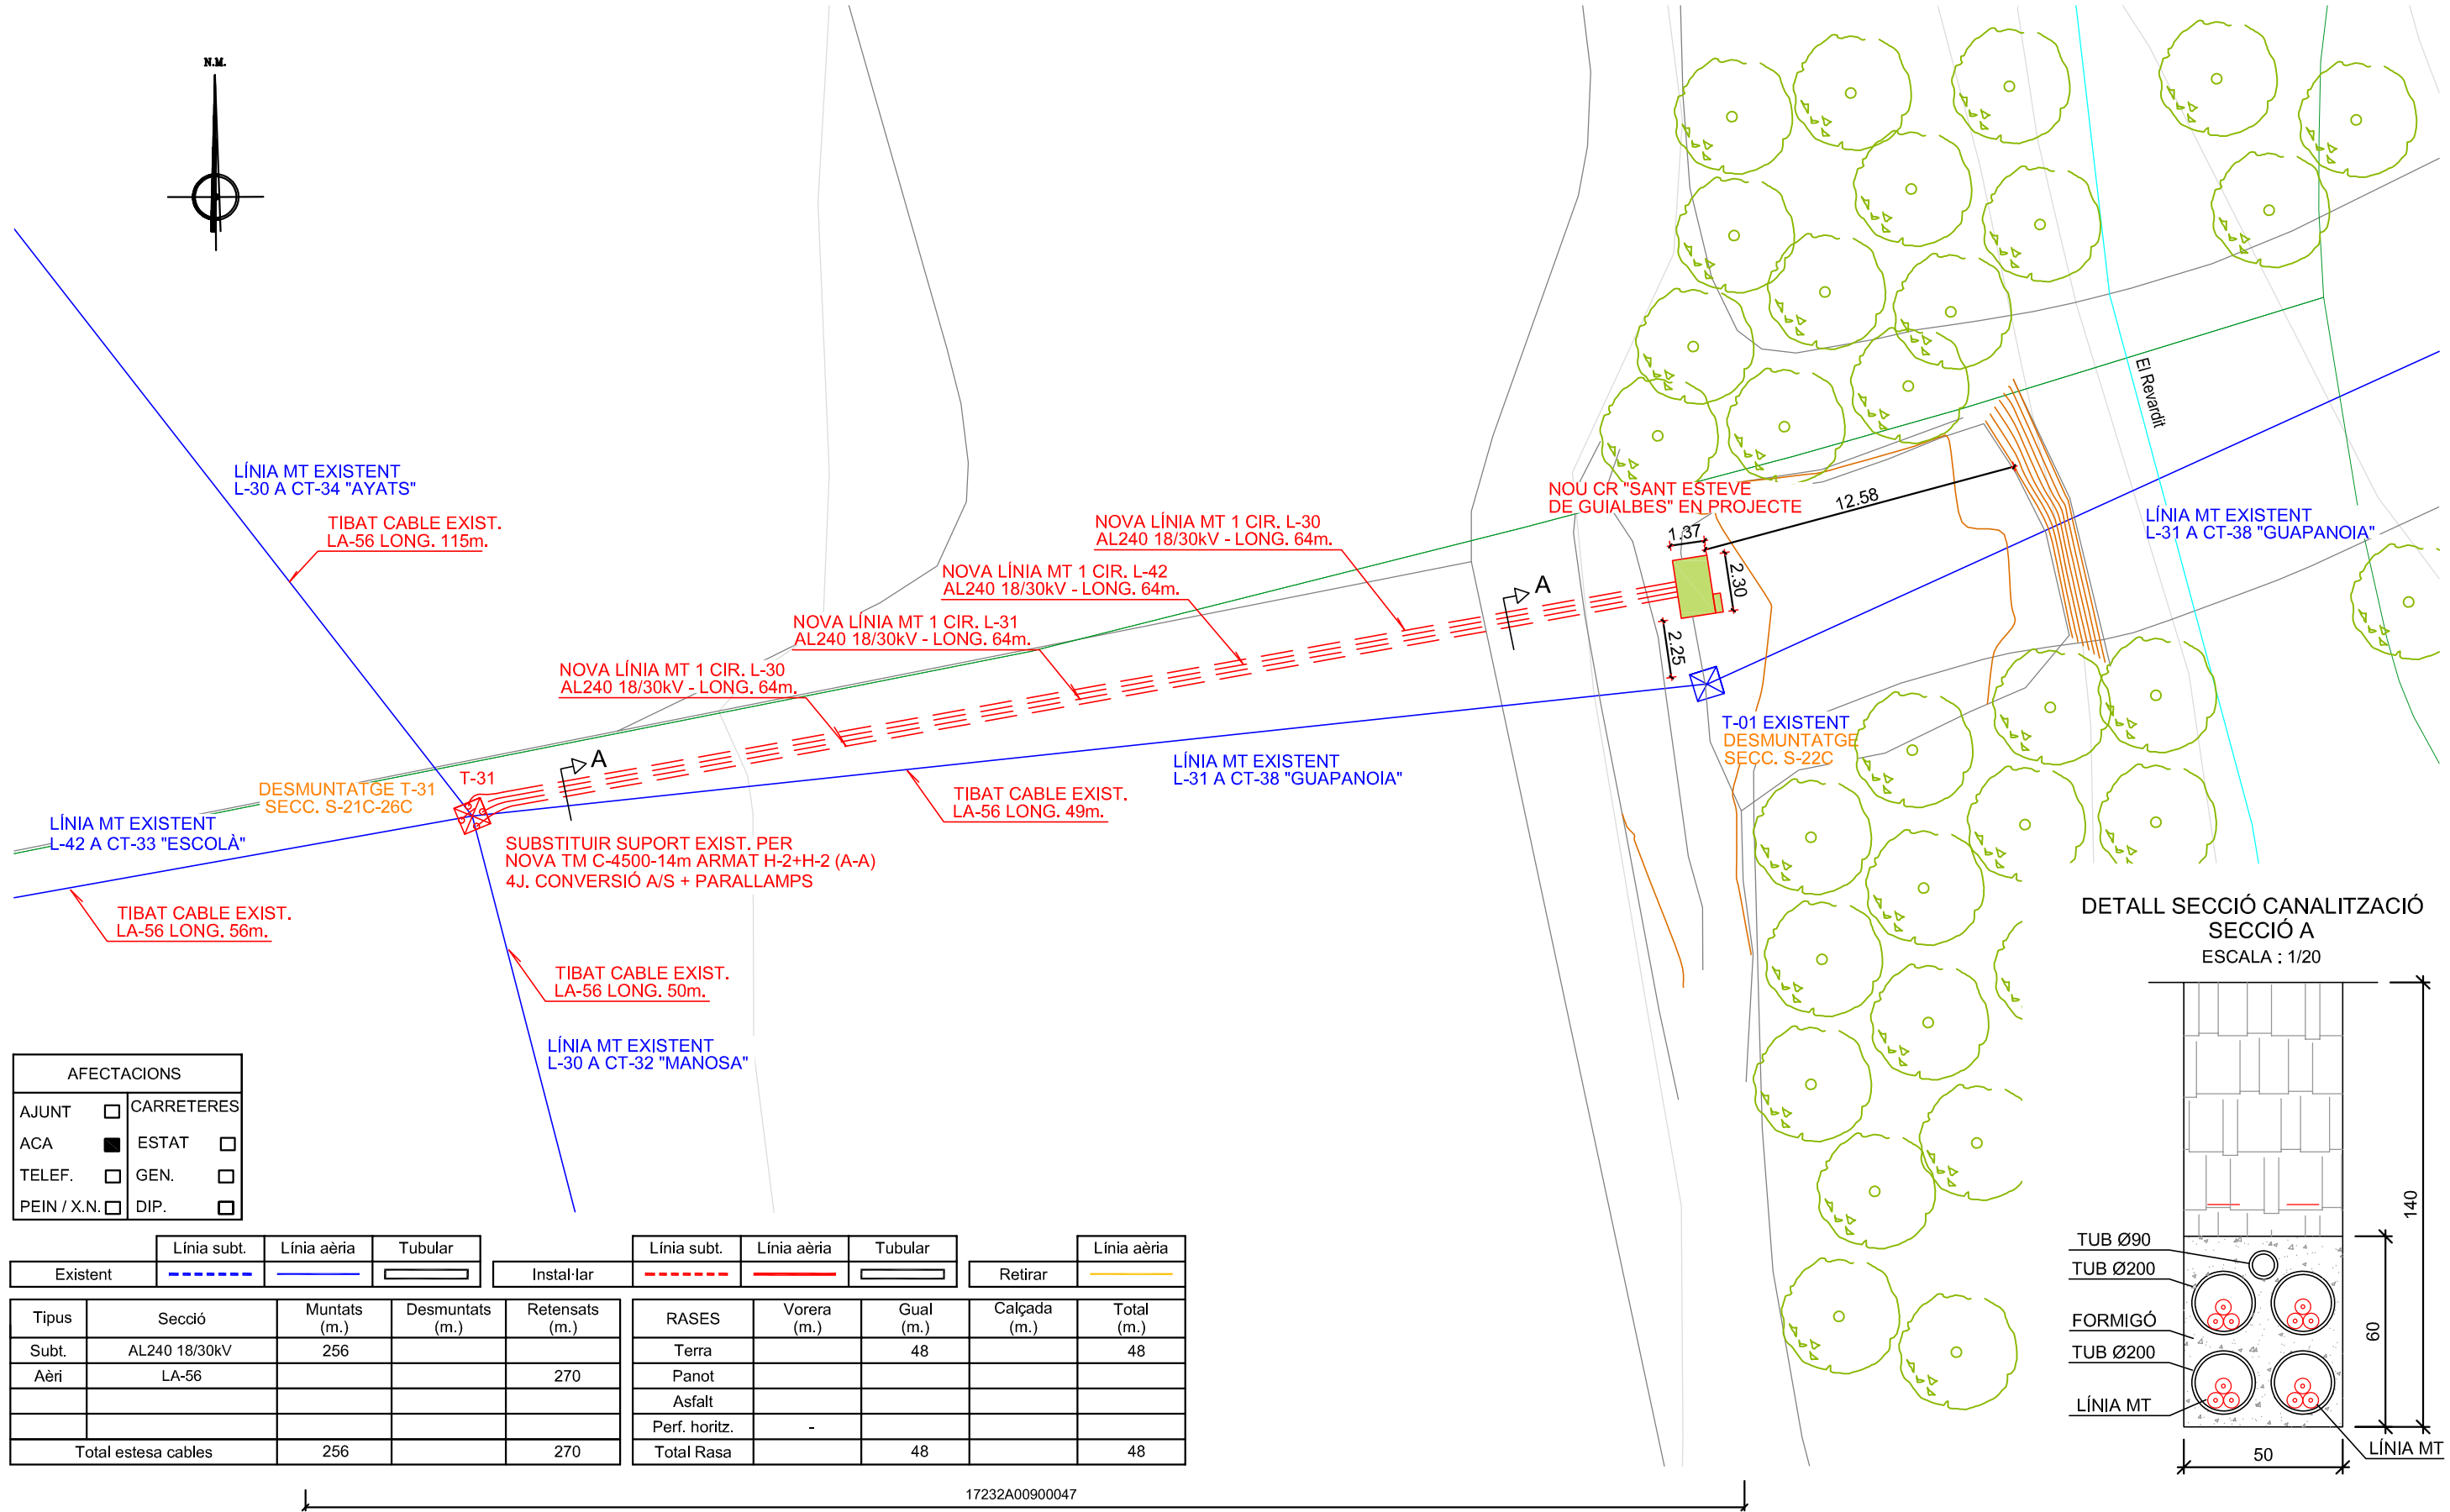 N.M.
LÍNIA MT EXISTENT
L-30 A CT-34 "AYATS"
TIBAT CABLE EXIST.
LA-56 LONG. 115m.
NOVA LÍNIA MT 1 CIR. L-30
AL240 18/30kV - LONG. 64m.
NOVA LÍNIA MT 1 CIR. L-42
AL240 18/30kV - LONG. 64m.
NOVA LÍNIA MT 1 CIR. L-31
AL240 18/30kV - LONG. 64m.
NOVA LÍNIA MT 1 CIR. L-30
AL240 18/30kV - LONG. 64m.
NOU CR "SANT ESTEVE
DE GUIALBES" EN PROJECTE
12.58
1.37
2.30
2.25
A
A
El Revardit
LÍNIA MT EXISTENT
L-31 A CT-38 "GUAPANOIA"
T-01 EXISTENT
DESMUNTATGE
SECC. S-22C
LÍNIA MT EXISTENT
L-31 A CT-38 "GUAPANOIA"
TIBAT CABLE EXIST.
LA-56 LONG. 49m.
T-31
DESMUNTATGE T-31
SECC. S-21C-26C
LÍNIA MT EXISTENT
L-42 A CT-33 "ESCOLÀ"
SUBSTITUIR SUPORT EXIST. PER
NOVA TM C-4500-14m ARMAT H-2+H-2 (A-A)
4J. CONVERSIÓ A/S + PARALLAMPS
TIBAT CABLE EXIST.
LA-56 LONG. 56m.
TIBAT CABLE EXIST.
LA-56 LONG. 50m.
LÍNIA MT EXISTENT
L-30 A CT-32 "MANOSA"
DETALL SECCIÓ CANALITZACIÓ
SECCIÓ A
ESCALA : 1/20
140
60
50
TUB Ø90
TUB Ø200
FORMIGÓ
TUB Ø200
LÍNIA MT
LÍNIA MT
AFECTACIONS
AJUNT CARRETERES
ACA ESTAT
TELEF. GEN.
PEIN / X.N. DIP.
Línia subt. Línia aèria Tubular Línia subt. Línia aèria Tubular Línia aèria
Existent Instal·lar Retirar
Tipus Secció Muntats (m.) Desmuntats (m.) Retensats (m.)
Subt. AL240 18/30kV 256
Aèri LA-56 270
Total estesa cables 256 270
RASES Vorera (m.) Gual (m.) Calçada (m.) Total (m.)
Terra 48 48
Panot
Asfalt
Perf. horitz. -
Total Rasa 48 48
17232A00900047